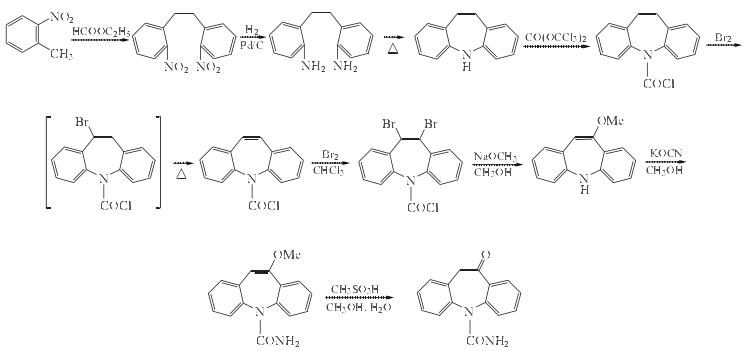 NO₂
CH₃
HCOOC₂H₅
NO₂ NO₂
H₂
Pd/C
NH₂ NH₂
△
N
H
CO(OCCl3)2
N
COCl
Br₂
Br
N
COCl
△
N
COCl
Br₂
CHCl₃
Br Br
N
COCl
NaOCH₃
CH₃OH
OMe
N
H
KOCN
CH₃OH
OMe
N
CONH₂
CH₃SO₃H
CH₃OH, H₂O
O
N
CONH₂